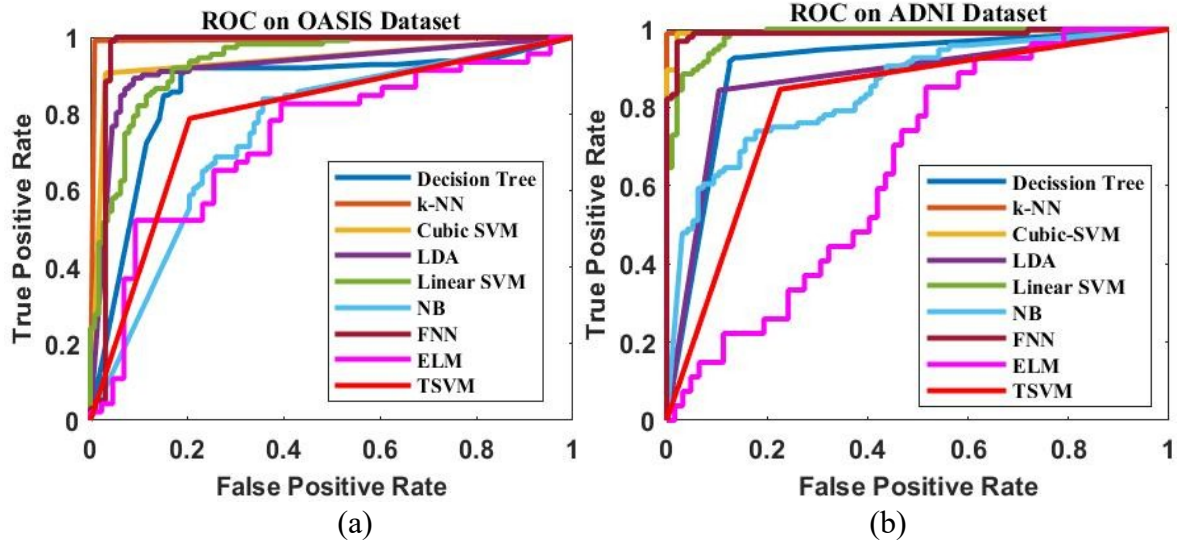 ROC on OASIS Dataset
1
0.8
0.6
0.4
0.2
0
True Positive Rate
Decision Tree
k-NN
Cubic SVM
LDA
Linear SVM
NB
FNN
ELM
TSVM
0 0.2 0.4 0.6 0.8 1
False Positive Rate
(a)
ROC on ADNI Dataset
1
0.8
0.6
0.4
0.2
0
True Positive Rate
Decission Tree
k-NN
Cubic-SVM
LDA
Linear SVM
NB
FNN
ELM
TSVM
0 0.2 0.4 0.6 0.8 1
False Positive Rate
(b)